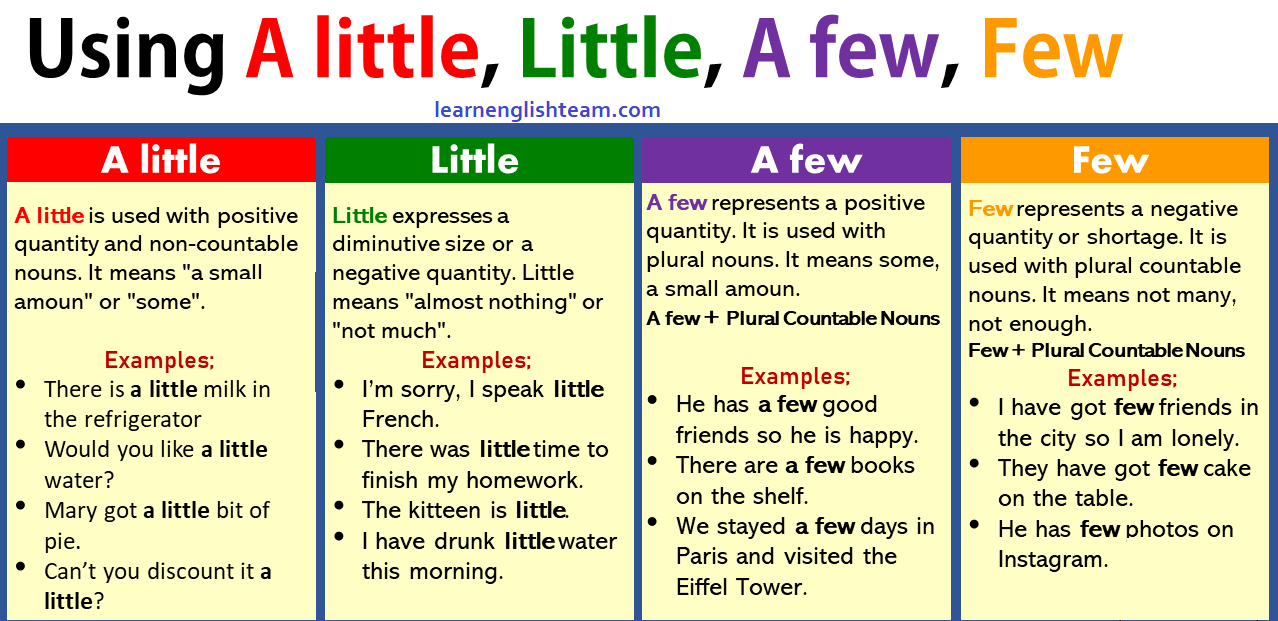 Using A little, Little, A few, Few
learnenglishteam.com
A little
A little is used with positive
quantity and non-countable
nouns. It means "a small
amoun" or "some".
Examples;
• There is a little milk in
the refrigerator
• Would you like a little
water?
• Mary got a little bit of
pie.
• Can’t you discount it a
little?
Little
Little expresses a
diminutive size or a
negative quantity. Little
means "almost nothing" or
"not much".
Examples;
• I’m sorry, I speak little
French.
• There was little time to
finish my homework.
• The kitteen is little.
• I have drunk little water
this morning.
A few
A few represents a positive
quantity. It is used with
plural nouns. It means some,
a small amoun.
A few + Plural Countable Nouns
Examples;
• He has a few good
friends so he is happy.
• There are a few books
on the shelf.
• We stayed a few days in
Paris and visited the
Eiffel Tower.
Few
Few represents a negative
quantity or shortage. It is
used with plural countable
nouns. It means not many,
not enough.
Few + Plural Countable Nouns
Examples;
• I have got few friends in
the city so I am lonely.
• They have got few cake
on the table.
• He has few photos on
Instagram.